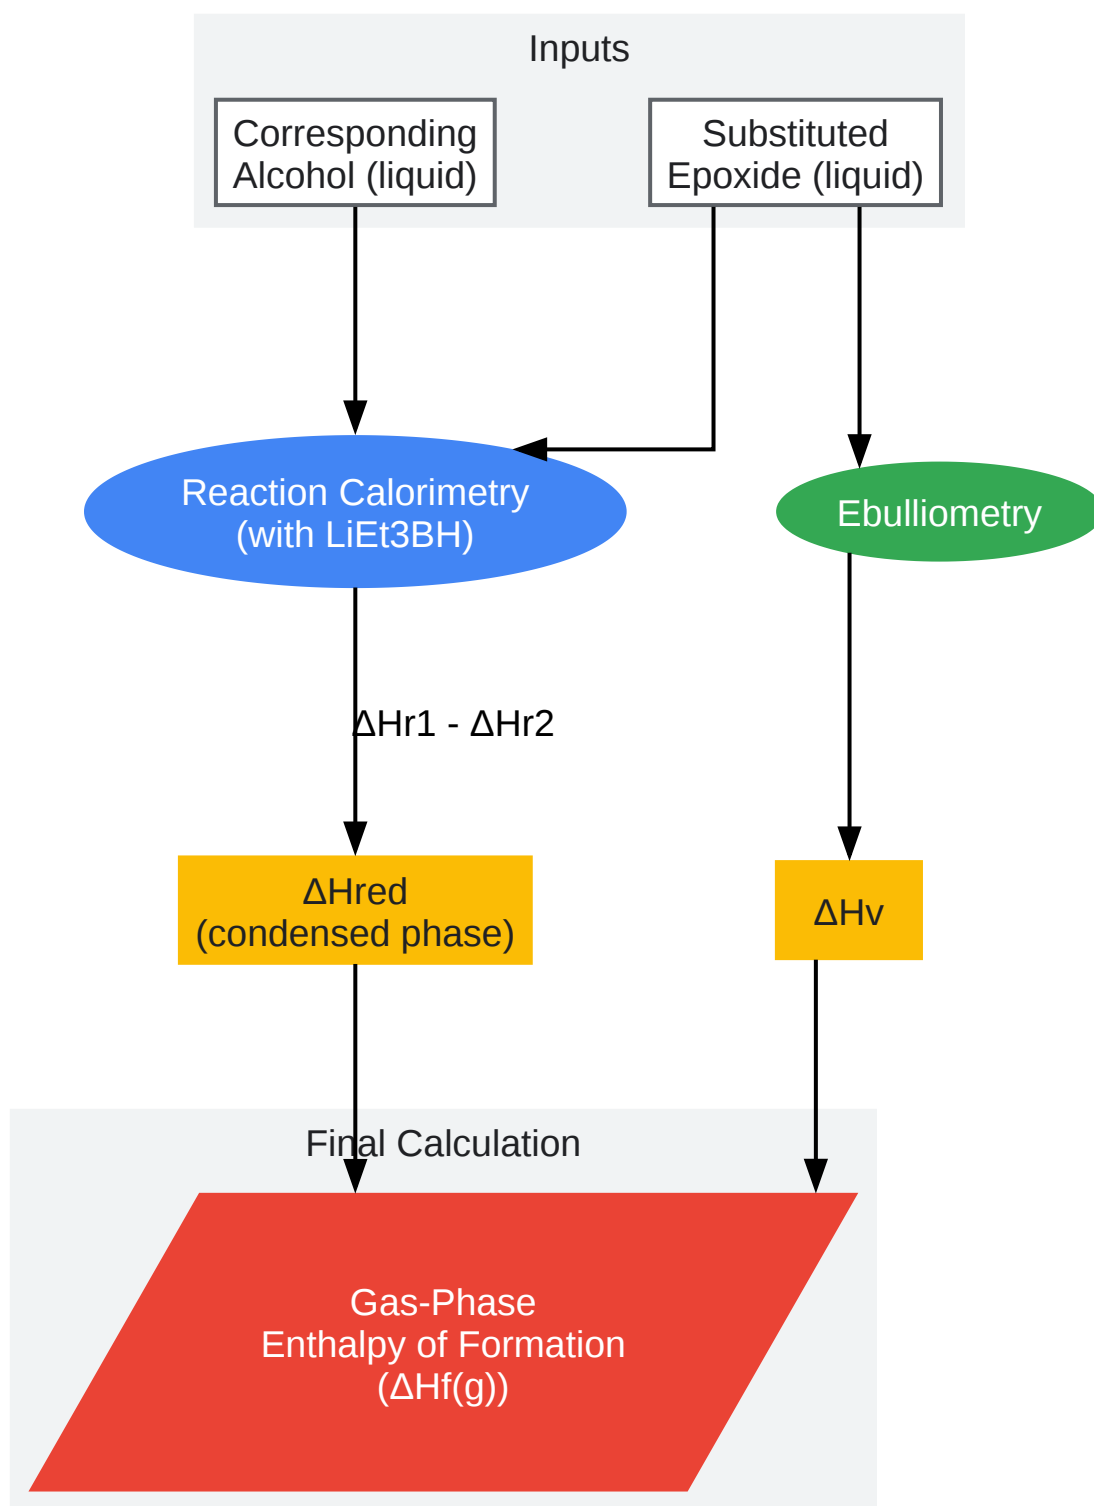 Inputs
Corresponding
Alcohol (liquid)
Substituted
Epoxide (liquid)
Reaction Calorimetry
(with LiEt3BH)
Ebulliometry
ΔHr1 - ΔHr2
ΔHred
(condensed phase)
ΔHv
Final Calculation
Gas-Phase
Enthalpy of Formation
(ΔHf(g))